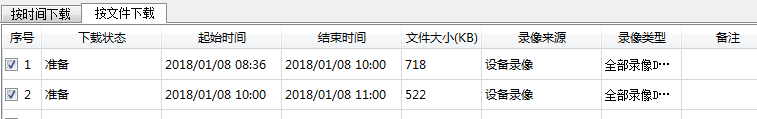 按时间下载 按文件下载
序号 下载状态 起始时间 结束时间 文件大小(KB) 录像来源 录像类型 备注
1 准备 2018/01/08 08:36 2018/01/08 10:00 718 设备录像 全部录像D…
2 准备 2018/01/08 10:00 2018/01/08 11:00 522 设备录像 全部录像D…